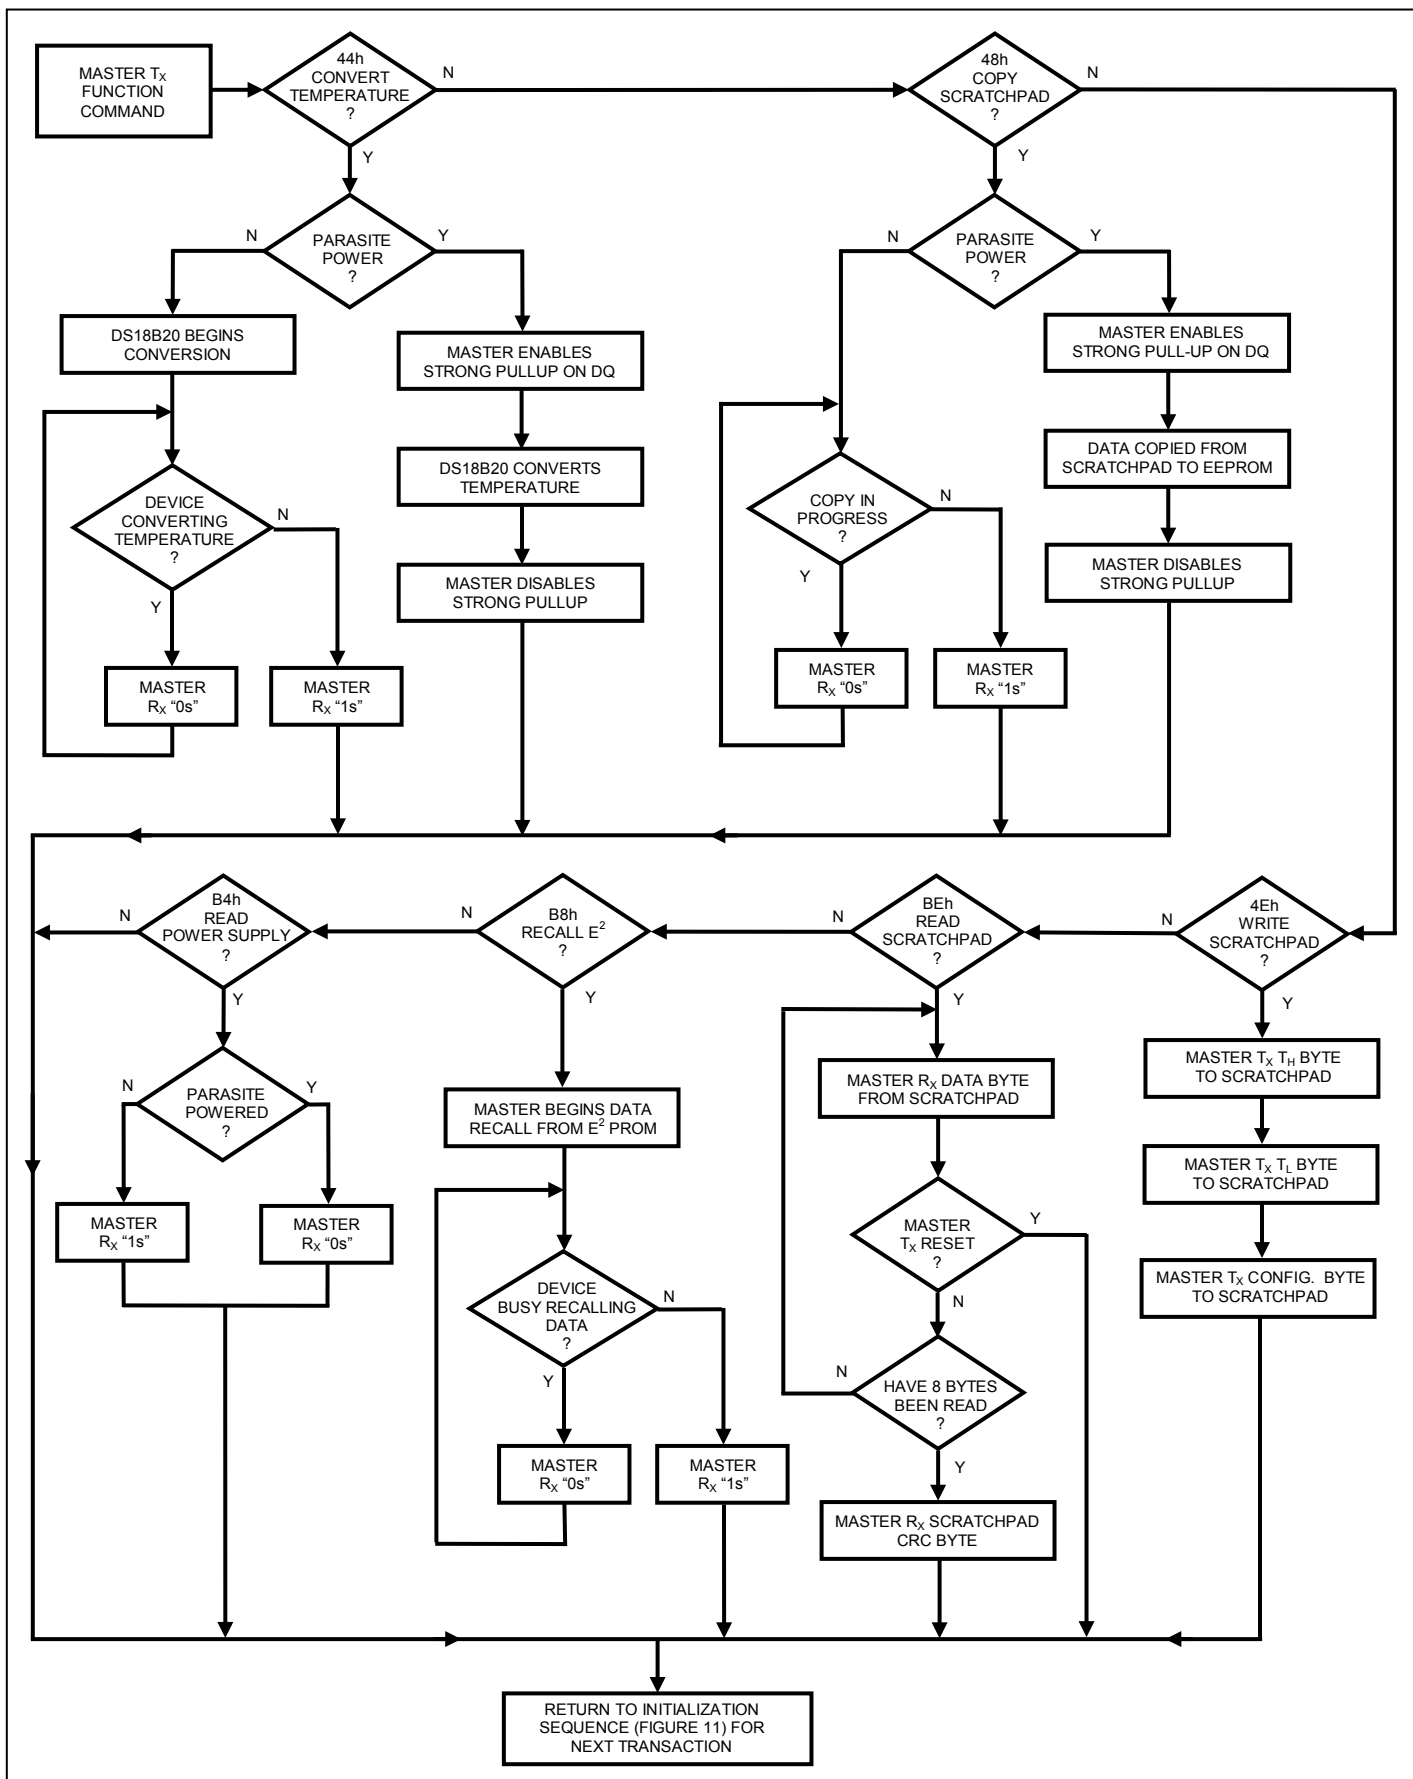 MASTER TX
FUNCTION
COMMAND
44h
CONVERT
TEMPERATURE
?
N
Y
48h
COPY
SCRATCHPAD
?
N
Y
N
PARASITE
POWER
?
Y
N
PARASITE
POWER
?
Y
DS18B20 BEGINS
CONVERSION
MASTER ENABLES
STRONG PULLUP ON DQ
MASTER ENABLES
STRONG PULL-UP ON DQ
DS18B20 CONVERTS
TEMPERATURE
DATA COPIED FROM
SCRATCHPAD TO EEPROM
DEVICE
CONVERTING
TEMPERATURE
?
N
Y
COPY IN
PROGRESS
?
N
Y
MASTER DISABLES
STRONG PULLUP
MASTER DISABLES
STRONG PULLUP
MASTER
RX “0s”
MASTER
RX “1s”
MASTER
RX “0s”
MASTER
RX “1s”
N
B4h
READ
POWER SUPPLY
?
Y
N
B8h
RECALL E2
?
Y
N
BEh
READ
SCRATCHPAD
?
Y
N
4Eh
WRITE
SCRATCHPAD
?
Y
N
PARASITE
POWERED
?
Y
MASTER BEGINS DATA
RECALL FROM E2 PROM
MASTER RX DATA BYTE
FROM SCRATCHPAD
MASTER TX TH BYTE
TO SCRATCHPAD
MASTER TX TL BYTE
TO SCRATCHPAD
MASTER
RX “1s”
MASTER
RX “0s”
MASTER
TX RESET
?
Y
N
MASTER TX CONFIG. BYTE
TO SCRATCHPAD
DEVICE
BUSY RECALLING
DATA
?
N
Y
N
HAVE 8 BYTES
BEEN READ
?
Y
MASTER
RX “0s”
MASTER
RX “1s”
MASTER RX SCRATCHPAD
CRC BYTE
RETURN TO INITIALIZATION
SEQUENCE (FIGURE 11) FOR
NEXT TRANSACTION